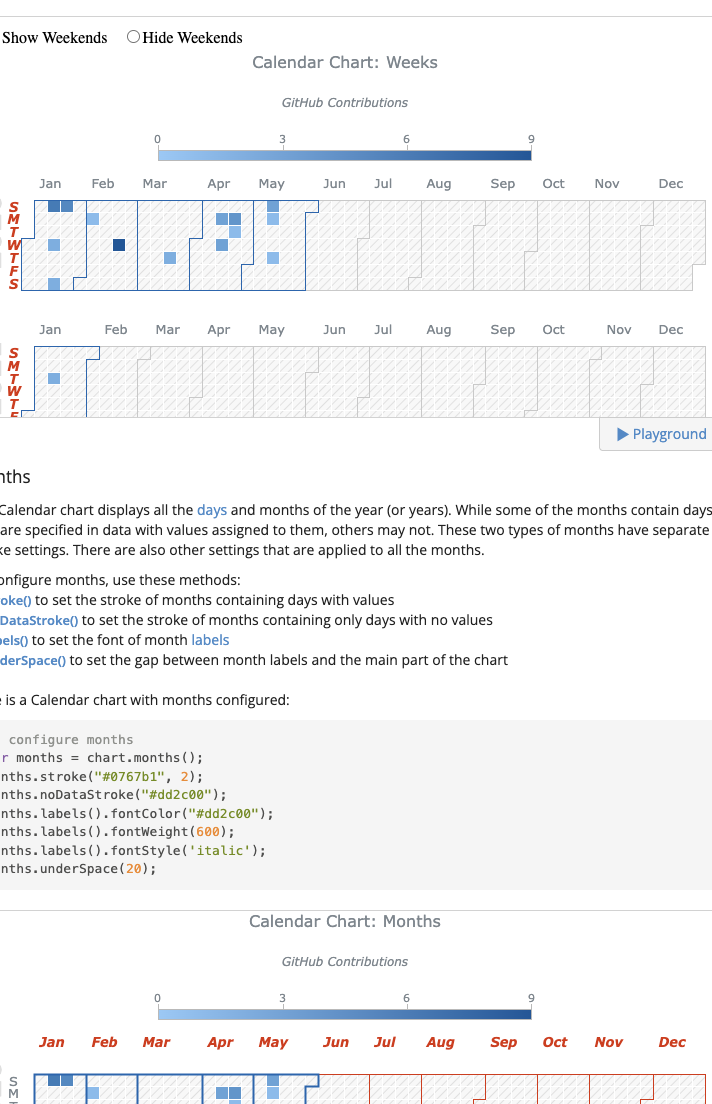 Show Weekends Hide Weekends
Calendar Chart: Weeks
GitHub Contributions
0 3 6 9
Jan Feb Mar Apr May Jun Jul Aug Sep Oct Nov Dec
S
M
T
W
T
F
S
Jan Feb Mar Apr May Jun Jul Aug Sep Oct Nov Dec
S
M
T
W
T
Playground
nths
Calendar chart displays all the days and months of the year (or years). While some of the months contain days
are specified in data with values assigned to them, others may not. These two types of months have separate
ke settings. There are also other settings that are applied to all the months.
onfigure months, use these methods:
oke() to set the stroke of months containing days with values
DataStroke() to set the stroke of months containing only days with no values
bels() to set the font of month labels
derSpace() to set the gap between month labels and the main part of the chart
e is a Calendar chart with months configured:
configure months
r months = chart.months();
nths.stroke("#0767b1", 2);
nths.noDataStroke("#dd2c00");
nths.labels().fontColor("#dd2c00");
nths.labels().fontWeight(600);
nths.labels().fontStyle('italic');
nths.underSpace(20);
Calendar Chart: Months
GitHub Contributions
0 3 6 9
Jan Feb Mar Apr May Jun Jul Aug Sep Oct Nov Dec
S
M